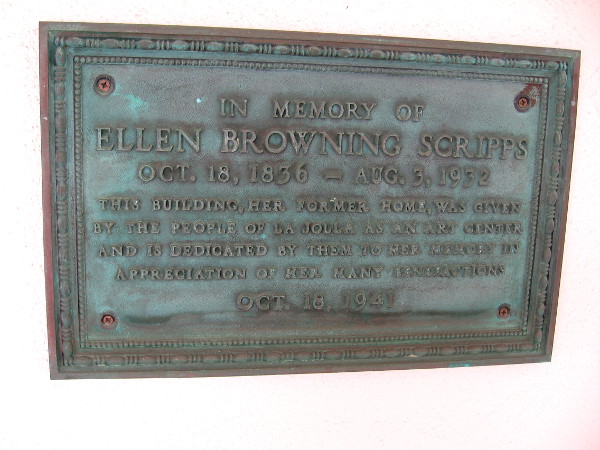 IN MEMORY OF
ELLEN BROWNING SCRIPPS
OCT. 18, 1836 – AUG. 3, 1932
THIS BUILDING, HER FORMER HOME, WAS GIVEN
BY THE PEOPLE OF LA JOLLA AS AN ART CENTER
AND IS DEDICATED BY THEM TO HER MEMORY IN
APPRECIATION OF HER MANY BENEFACTIONS
OCT. 18, 1941